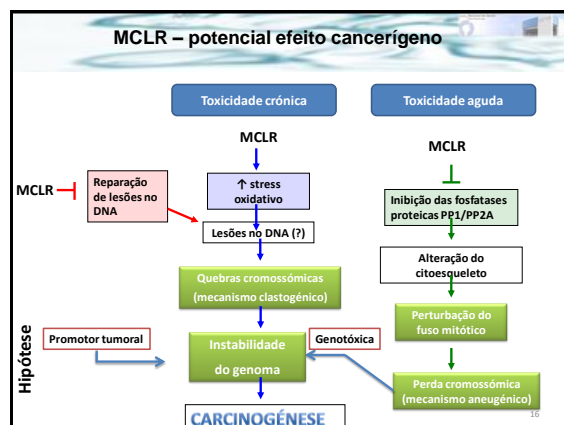 MCLR – potencial efeito cancerígeno
Toxicidade crónica
Toxicidade aguda
MCLR
MCLR
MCLR
Reparação
de lesões no
DNA
↑ stress
oxidativo
Inibição das fosfatases
proteicas PP1/PP2A
Lesões no DNA (?)
Alteração do
citoesqueleto
Quebras cromossómicas
(mecanismo clastogénico)
Perturbação do
fuso mitótico
Hipótese
Promotor tumoral
Instabilidade
do genoma
Genotóxica
Perda cromossómica
(mecanismo aneugénico)
CARCINOGÉNESE
16